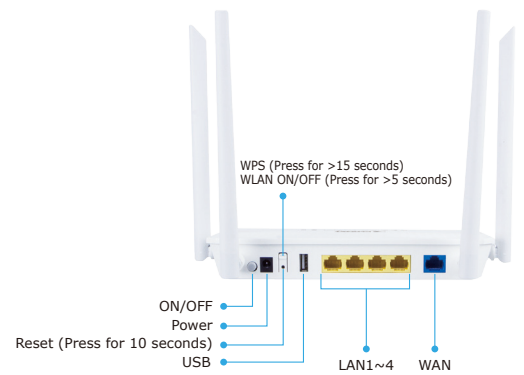 WPS (Press for >15 seconds)
WLAN ON/OFF (Press for >5 seconds)
ON/OFF
Power
Reset (Press for 10 seconds)
USB
LAN1~4
WAN